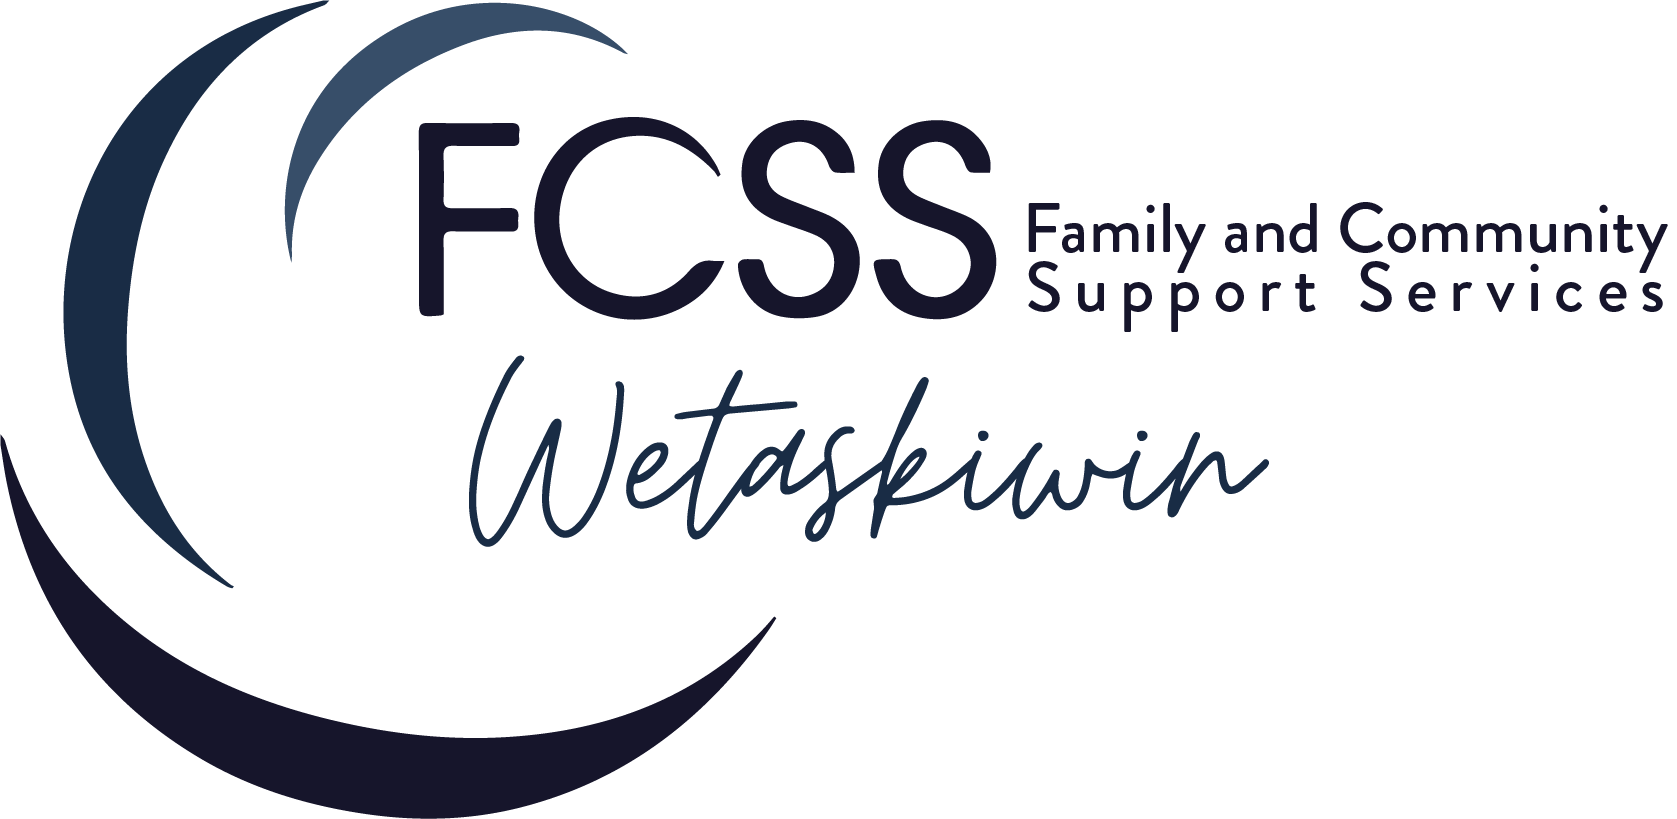 FCSS
Family and Community
Support Services
Wetaskiwin